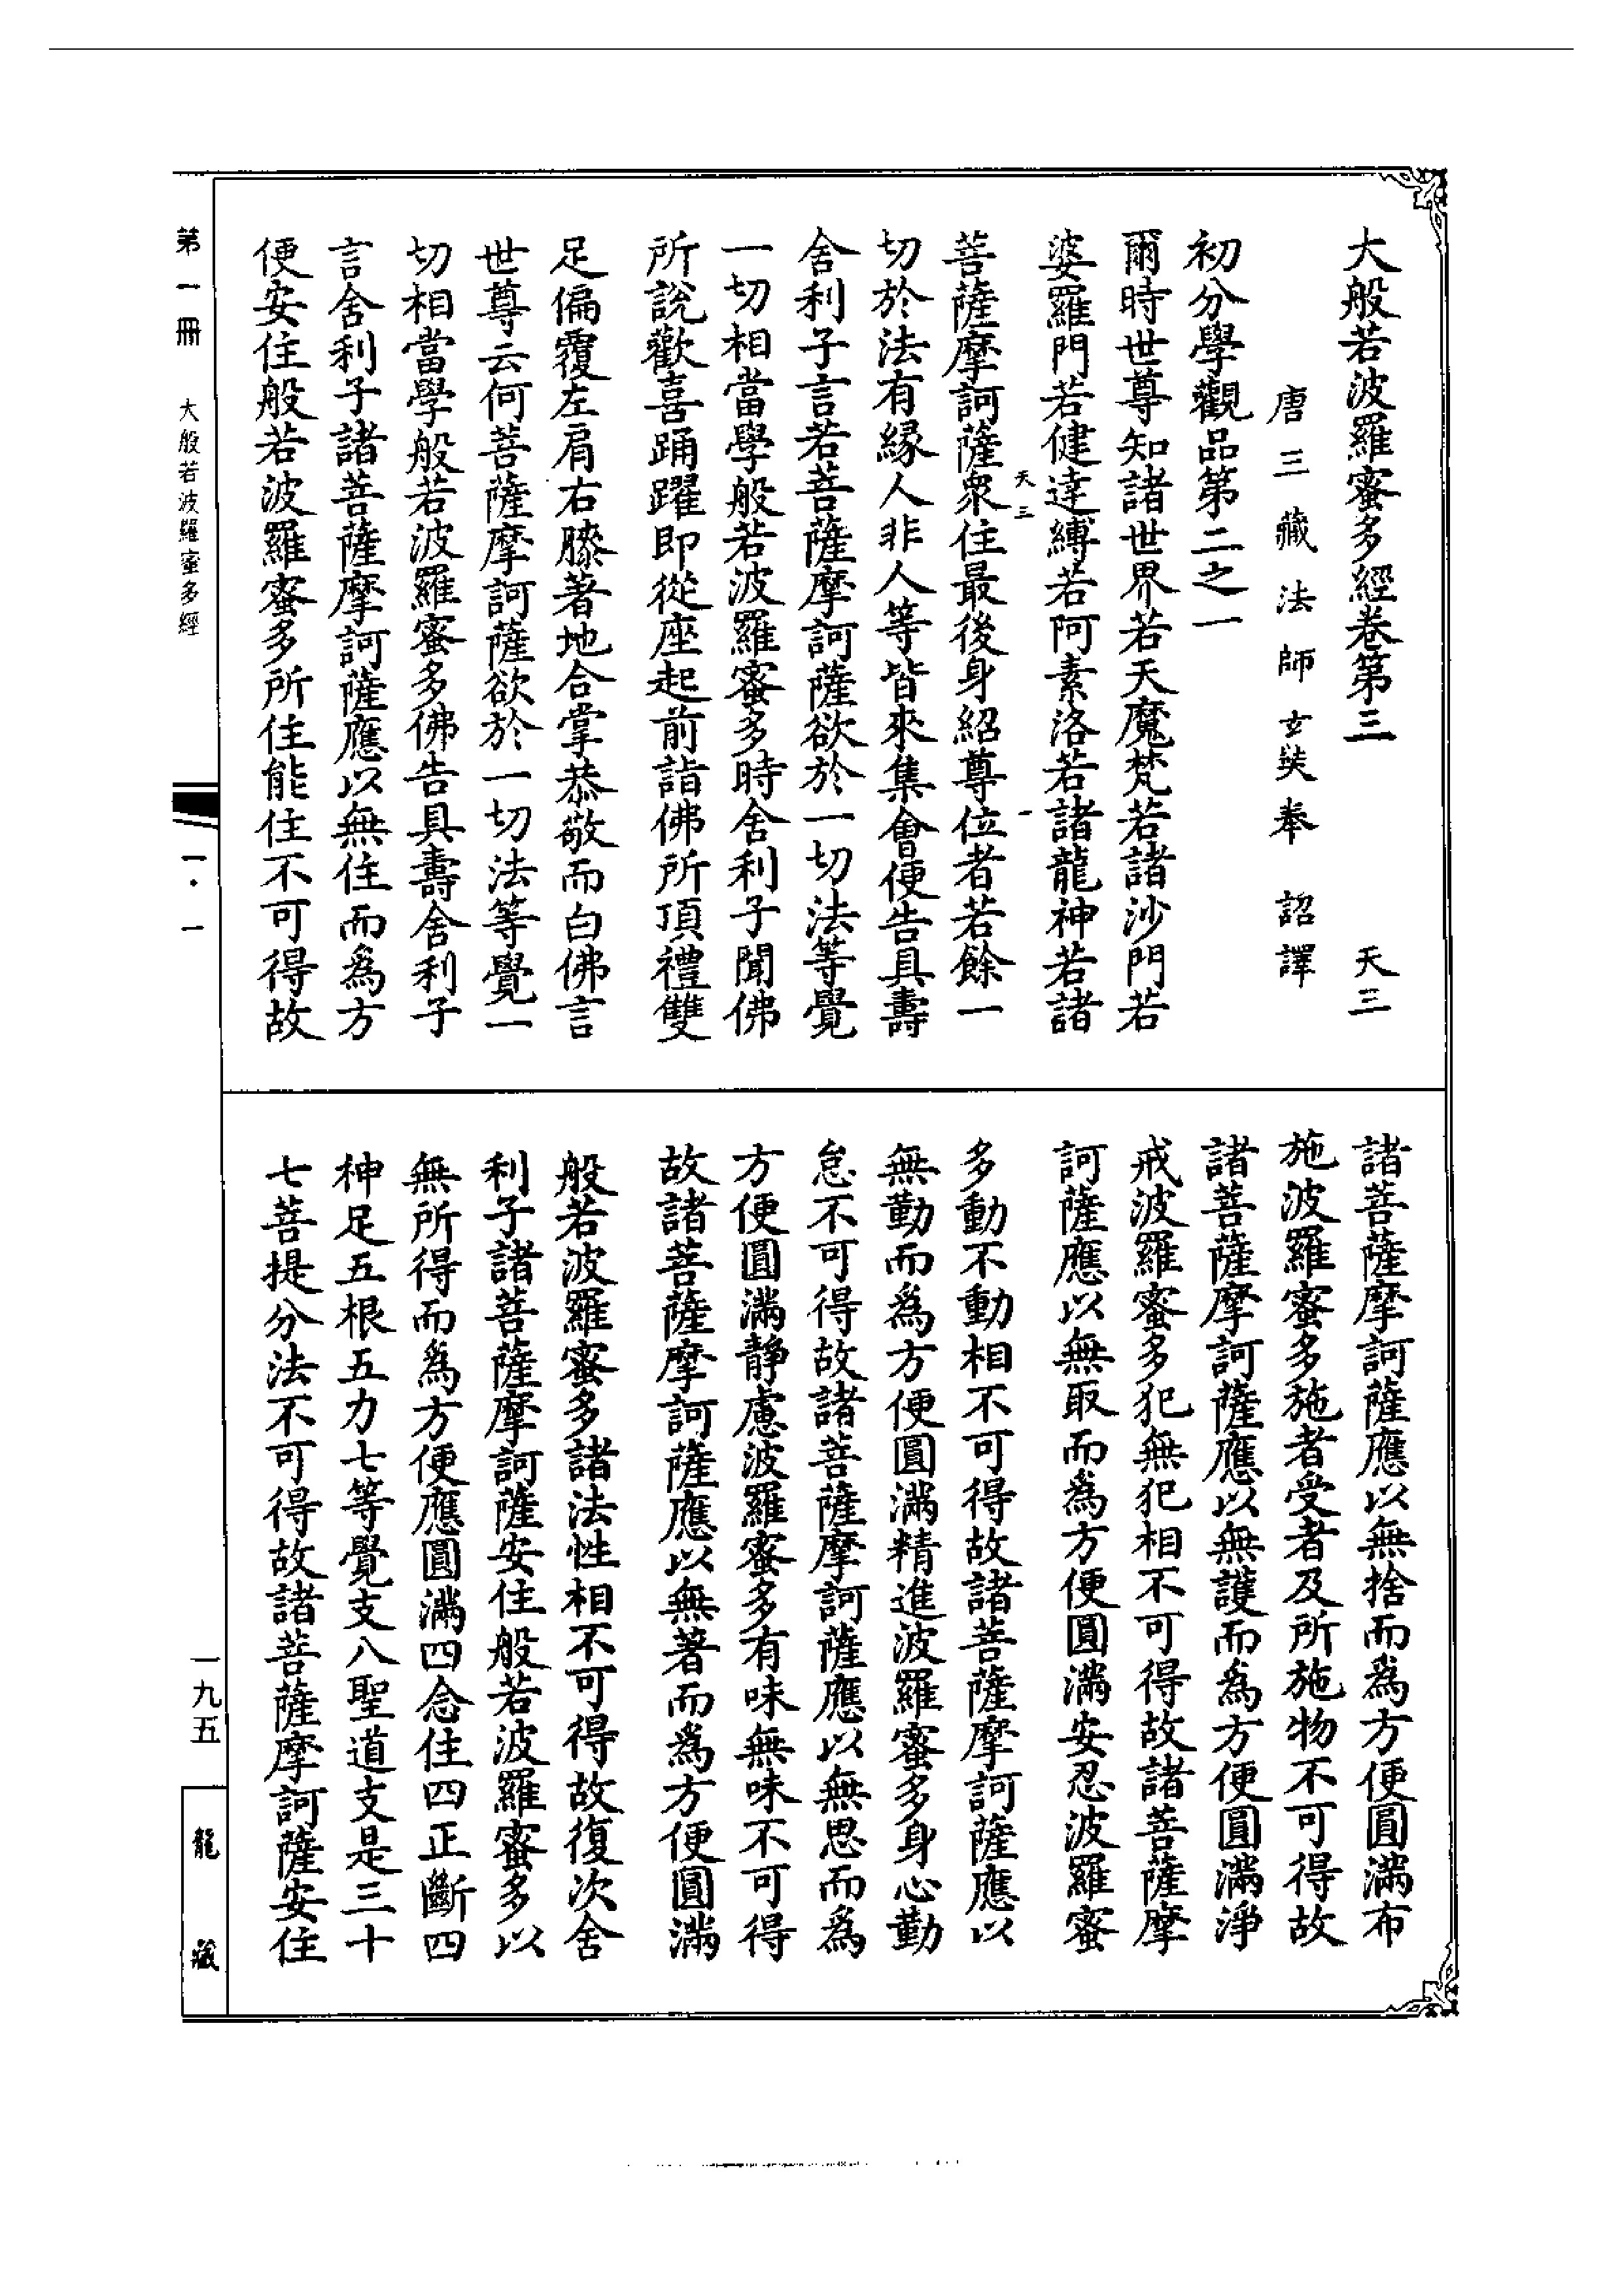 大般若波羅蜜多經卷第三　天三
唐三藏法師玄奘奉　詔譯
初分學觀品第二之一
爾時世尊知諸世界若天魔梵若諸沙門若
婆羅門若健達縛若阿素洛若諸龍神若諸
天三　一
菩薩摩訶薩衆住最後身紹尊位者若餘一
切於法有緣人非人等皆來集會便告具壽
舍利子言若菩薩摩訶薩欲於一切法等覺
一切相當學般若波羅蜜多時舍利子聞佛
所說歡喜踊躍即從座起前詣佛所頂禮雙
足偏覆左肩右膝著地合掌恭敬而白佛言
世尊云何菩薩摩訶薩欲於一切法等覺一
切相當學般若波羅蜜多佛告具壽舍利子
言舍利子諸菩薩摩訶薩應以無住而爲方
便安住般若波羅蜜多所住能住不可得故
諸菩薩摩訶薩應以無捨而爲方便圓滿布
施波羅蜜多施者受者及所施物不可得故
諸菩薩摩訶薩應以無護而爲方便圓滿淨
戒波羅蜜多犯無犯相不可得故諸菩薩摩
訶薩應以無取而爲方便圓滿安忍波羅蜜
多動不動相不可得故諸菩薩摩訶薩應以
無勤而爲方便圓滿精進波羅蜜多身心勤
怠不可得故諸菩薩摩訶薩應以無思而爲
方便圓滿靜慮波羅蜜多有味無味不可得
故諸菩薩摩訶薩應以無著而爲方便圓滿
般若波羅蜜多諸法性相不可得故復次舍
利子諸菩薩摩訶薩安住般若波羅蜜多以
無所得而爲方便應圓滿四念住四正斷四
神足五根五力七等覺支八聖道支是三十
七菩提分法不可得故諸菩薩摩訶薩安住
第一冊　大般若波羅蜜多經　一·一
一九五
龍藏